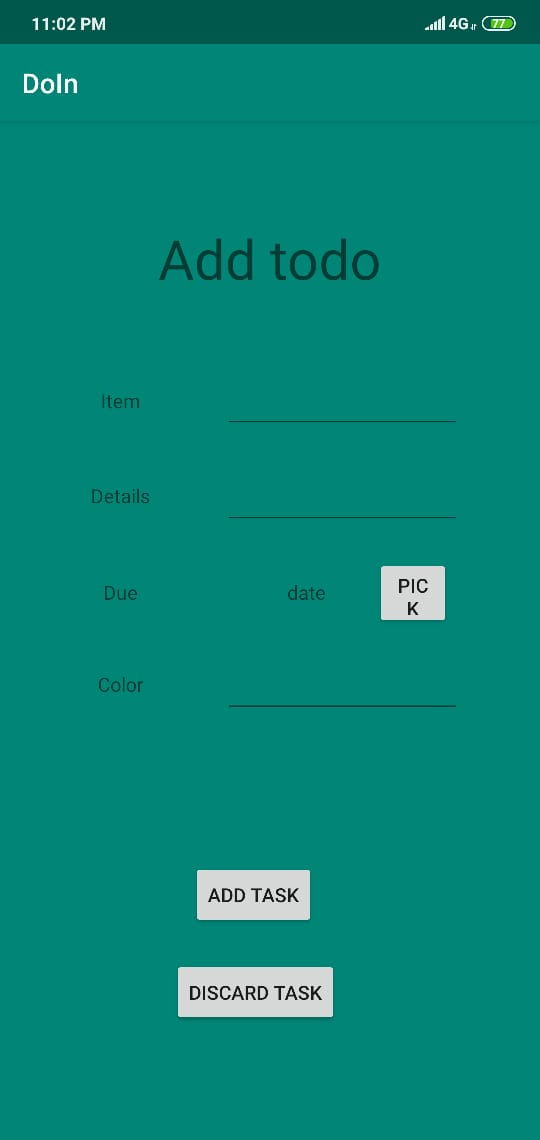 11:02 PM 4G 77
DoIn
Add todo
Item
Details
Due date PIC
K
Color
ADD TASK
DISCARD TASK